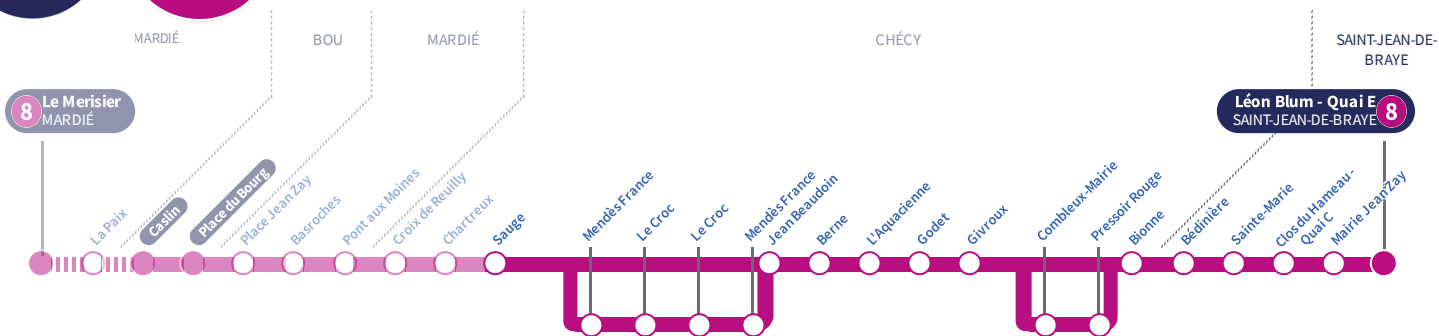 MARDIÉ
BOU
MARDIÉ
CHÉCY
SAINT-JEAN-DE-
BRAYE
8
Le Merisier
MARDIÉ
Léon Blum - Quai E
SAINT-JEAN-DE-BRAYE
8
La Paix
Caslin
Place du Bourg
Place Jean Zay
Basroches
Pont aux Moines
Croix de Reuilly
Chartreux
Sauge
Mendès France
Le Croc
Le Croc
Mendès France
Jean Beaudoin
Berne
L'Aquacienne
Godet
Givroux
Combleux-Mairie
Pressoir Rouge
Bionne
Bédinière
Sainte-Marie
Clos du Hameau-
Quai C
Mairie Jean Zay